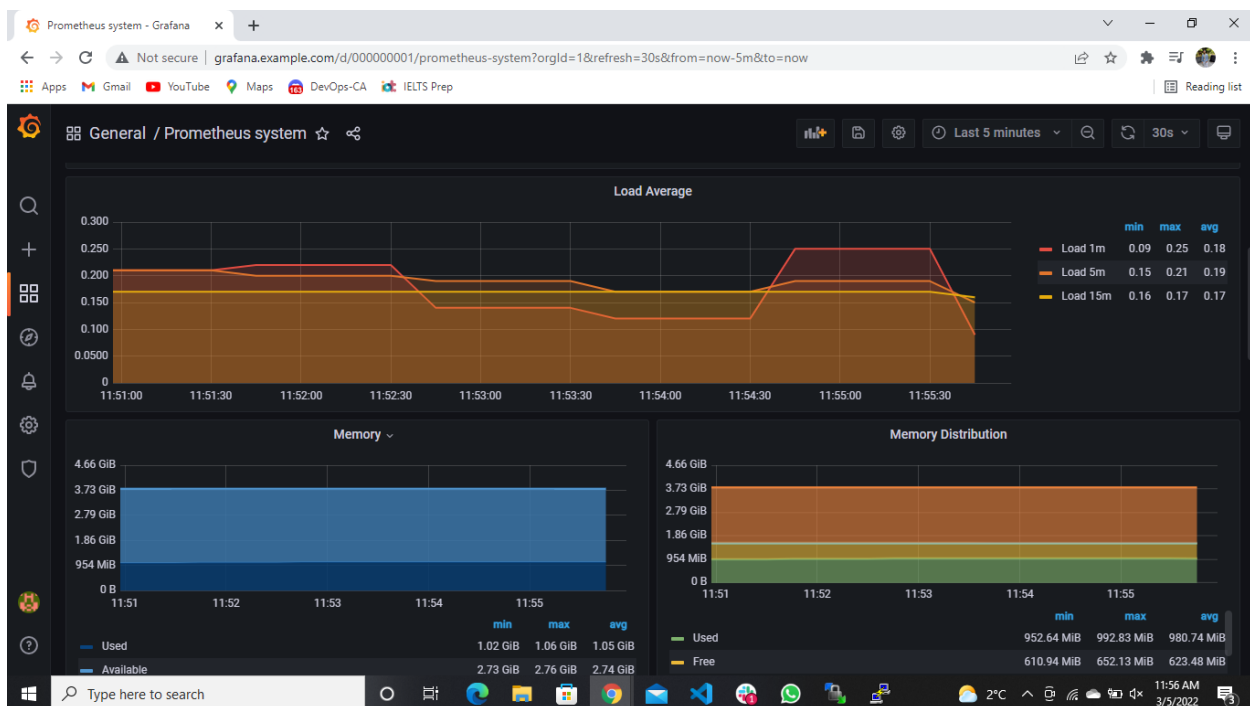 Prometheus system - Grafana
Not secure | grafana.example.com/d/000000001/prometheus-system?orgId=1&refresh=30s&from=now-5m&to=now
Apps Gmail YouTube Maps DevOps-CA IELTS Prep Reading list
General / Prometheus system Last 5 minutes 30s
Load Average
0.300
0.250
0.200
0.150
0.100
0.0500
0
11:51:00 11:51:30 11:52:00 11:52:30 11:53:00 11:53:30 11:54:00 11:54:30 11:55:00 11:55:30
min max avg
Load 1m 0.09 0.25 0.18
Load 5m 0.15 0.21 0.19
Load 15m 0.16 0.17 0.17
Memory
4.66 GiB
3.73 GiB
2.79 GiB
1.86 GiB
954 MiB
0 B
11:51 11:52 11:53 11:54 11:55
min max avg
Used 1.02 GiB 1.06 GiB 1.05 GiB
Available 2.73 GiB 2.76 GiB 2.74 GiB
Memory Distribution
4.66 GiB
3.73 GiB
2.79 GiB
1.86 GiB
954 MiB
0 B
11:51 11:52 11:53 11:54 11:55
min max avg
Used 952.64 MiB 992.83 MiB 980.74 MiB
Free 610.94 MiB 652.13 MiB 623.48 MiB
Type here to search
2°C
11:56 AM
3/5/2022
3